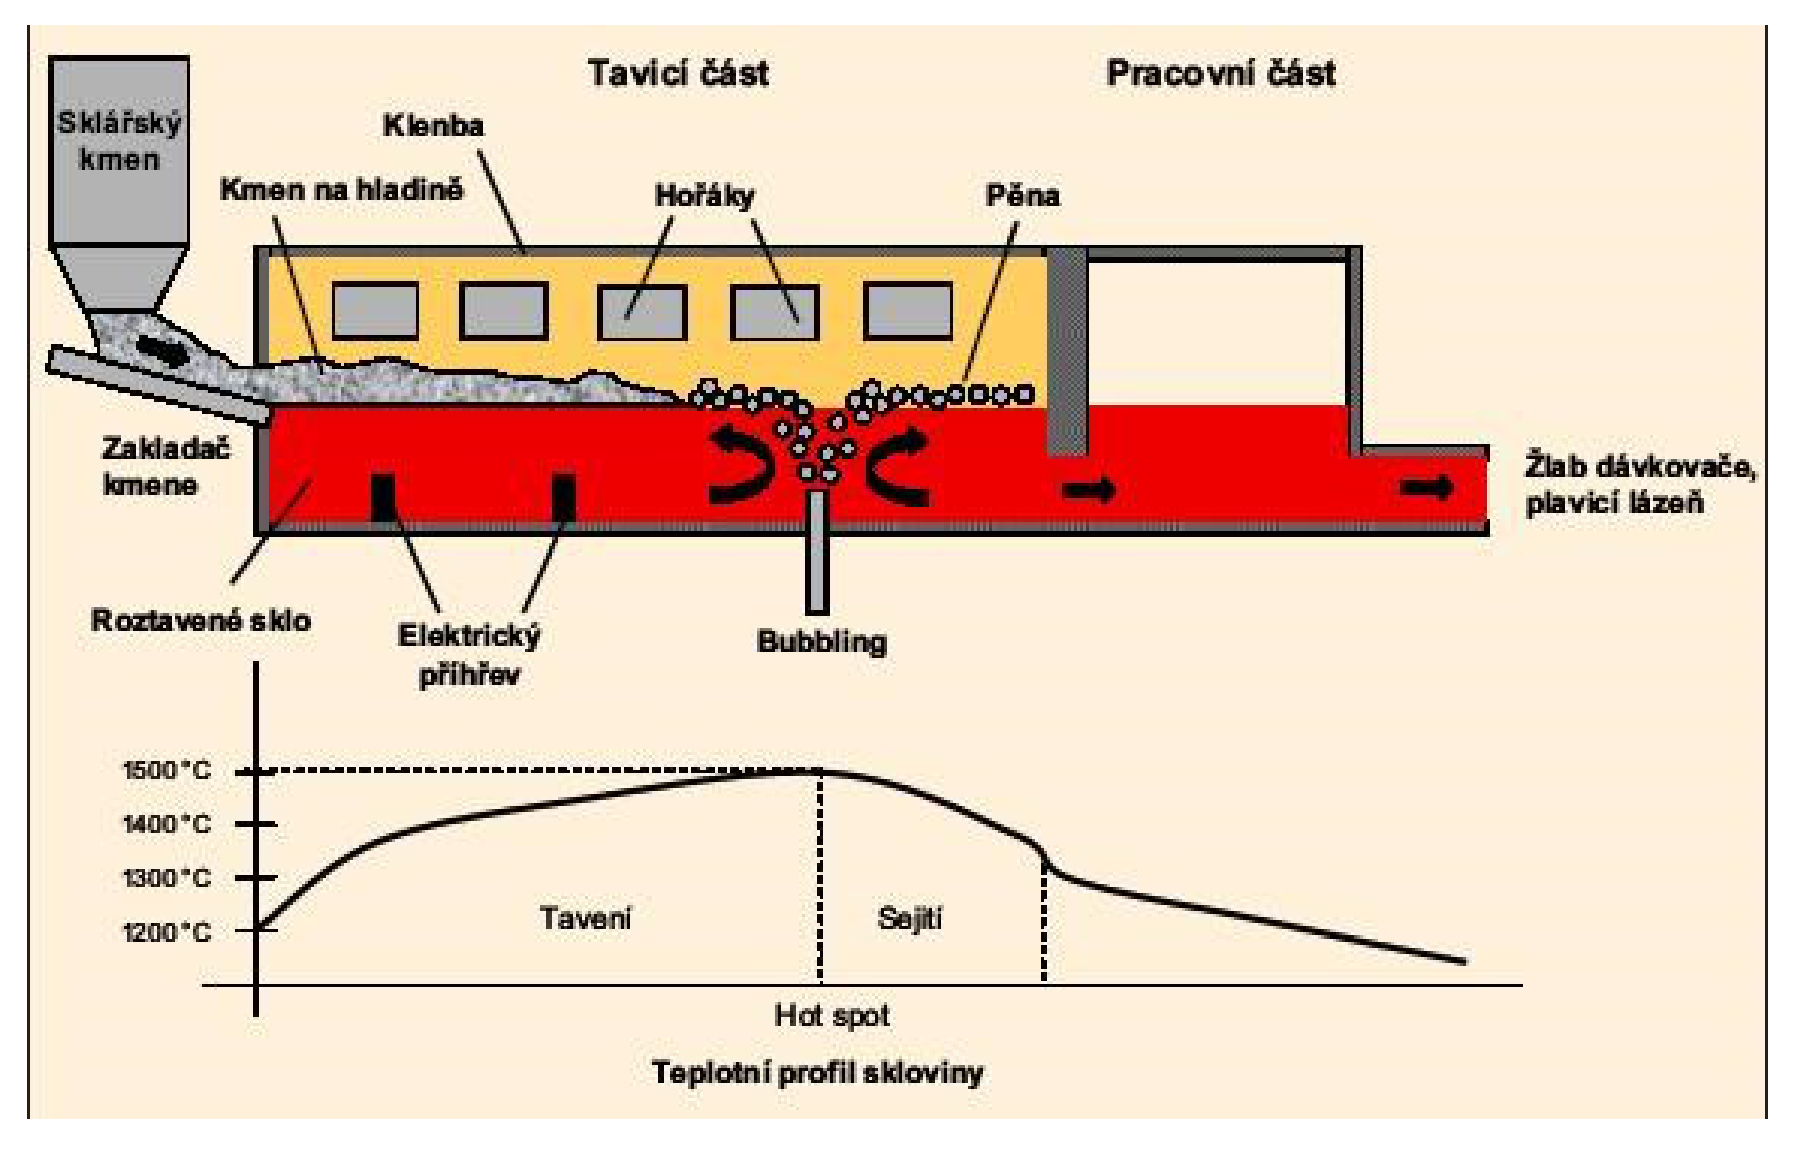 Tavicí část
Pracovní část
Sklářský
kmen
Klenba
Kmen na hladině
Hořáky
Pěna
Zakladač
kmene
Žlab dávkovače,
plavicí lázeň
Roztavené sklo
Elektrický
příhřev
Bubbling
1500°C
1400°C
1300°C
1200°C
Tavení
Sejití
Hot spot
Teplotní profil skloviny